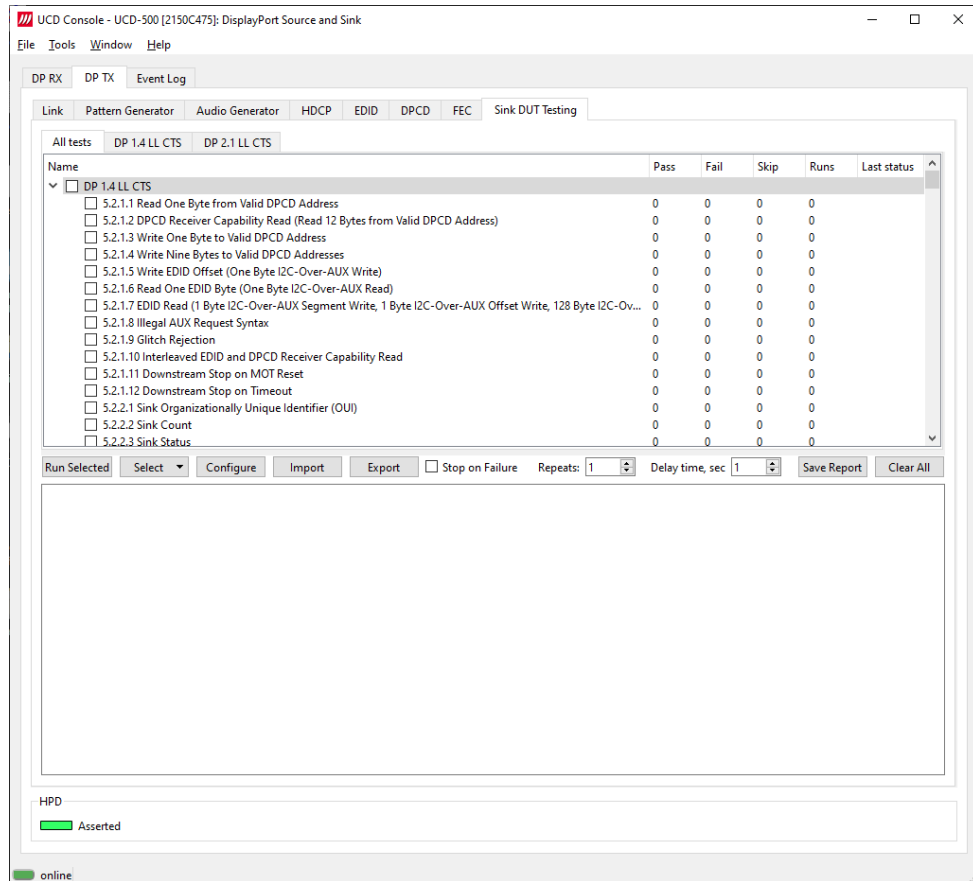 UCD Console - UCD-500 [2150C475]: DisplayPort Source and Sink
File Tools Window Help
DP RX DP TX Event Log
Link Pattern Generator Audio Generator HDCP EDID DPCD FEC Sink DUT Testing
All tests DP 1.4 LL CTS DP 2.1 LL CTS
Name Pass Fail Skip Runs Last status
DP 1.4 LL CTS
5.2.1.1 Read One Byte from Valid DPCD Address 0 0 0 0
5.2.1.2 DPCD Receiver Capability Read (Read 12 Bytes from Valid DPCD Address) 0 0 0 0
5.2.1.3 Write One Byte to Valid DPCD Address 0 0 0 0
5.2.1.4 Write Nine Bytes to Valid DPCD Addresses 0 0 0 0
5.2.1.5 Write EDID Offset (One Byte I2C-Over-AUX Write) 0 0 0 0
5.2.1.6 Read One EDID Byte (One Byte I2C-Over-AUX Read) 0 0 0 0
5.2.1.7 EDID Read (1 Byte I2C-Over-AUX Segment Write, 1 Byte I2C-Over-AUX Offset Write, 128 Byte I2C-Ov... 0 0 0 0
5.2.1.8 Illegal AUX Request Syntax 0 0 0 0
5.2.1.9 Glitch Rejection 0 0 0 0
5.2.1.10 Interleaved EDID and DPCD Receiver Capability Read 0 0 0 0
5.2.1.11 Downstream Stop on MOT Reset 0 0 0 0
5.2.1.12 Downstream Stop on Timeout 0 0 0 0
5.2.2.1 Sink Organizationally Unique Identifier (OUI) 0 0 0 0
5.2.2.2 Sink Count 0 0 0 0
5.2.2.3 Sink Status 0 0 0 0
Run Selected Select Configure Import Export Stop on Failure Repeats: 1 Delay time, sec 1 Save Report Clear All
HPD
Asserted
online